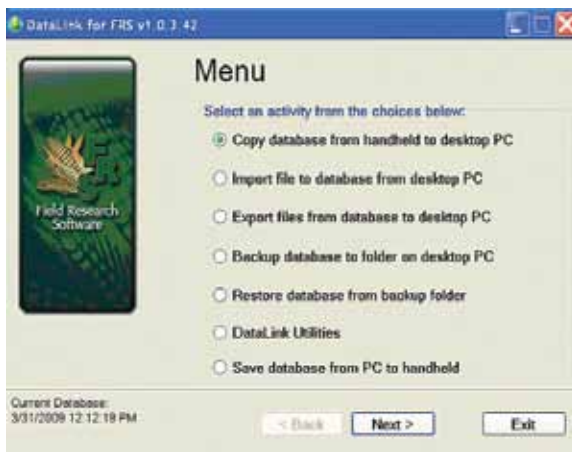 DataLink for FRS v1.0.3.42
Menu
Select an activity from the choices below:
Copy database from handheld to desktop PC
Import file to database from desktop PC
Export files from database to desktop PC
Backup database to folder on desktop PC
Restore database from backup folder
DataLink Utilities
Save database from PC to handheld
FRS
Field Research
Software
Current Database:
3/31/2009 12:12:19 PM
< Back
Next >
Exit